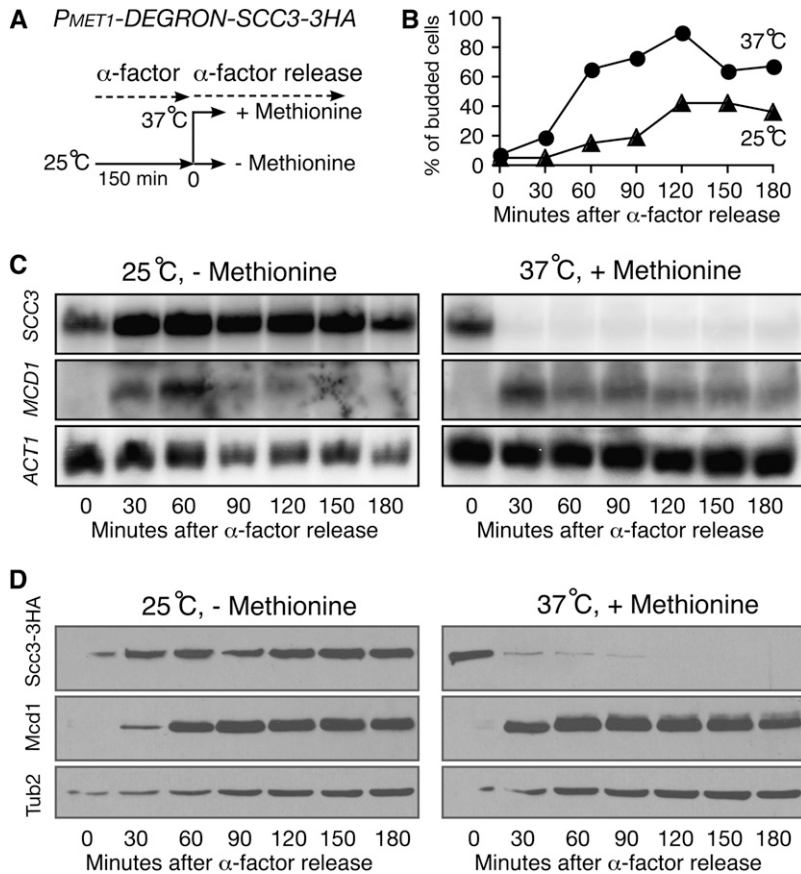 A
PMET1-DEGRON-SCC3-3HA
α-factor α-factor release
37°C + Methionine
25°C - Methionine
150 min 0
B
% of budded cells
100
80
60
40
20
0
37°C
25°C
0 30 60 90 120 150 180
Minutes after α-factor release
C
25°C, - Methionine 37°C, + Methionine
SCC3
MCD1
ACT1
0 30 60 90 120 150 180 0 30 60 90 120 150 180
Minutes after α-factor release Minutes after α-factor release
D
25°C, - Methionine 37°C, + Methionine
Scc3-3HA
Mcd1
Tub2
0 30 60 90 120 150 180 0 30 60 90 120 150 180
Minutes after α-factor release Minutes after α-factor release